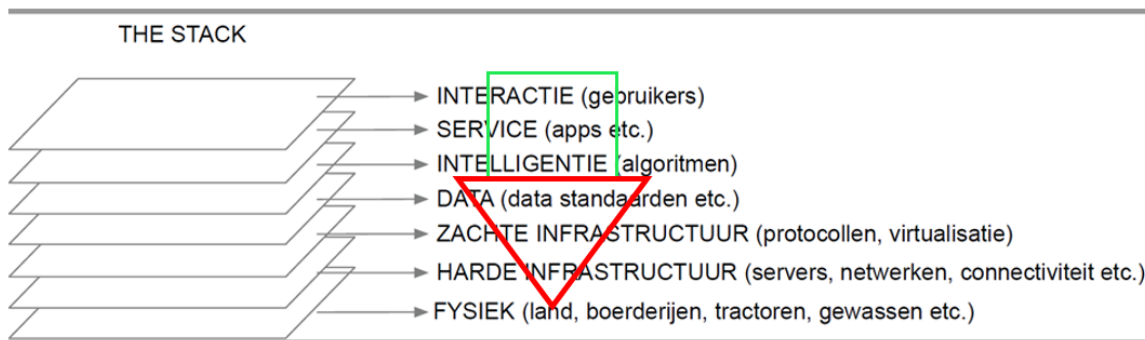 THE STACK
INTERACTIE (gebruikers)
SERVICE (apps etc.)
INTELLIGENTIE (algoritmen)
DATA (data standaarden etc.)
ZACHTE INFRASTRUCTUUR (protocollen, virtualisatie)
HARDE INFRASTRUCTUUR (servers, netwerken, connectiviteit etc.)
FYSIEK (land, boerderijen, tractoren, gewassen etc.)